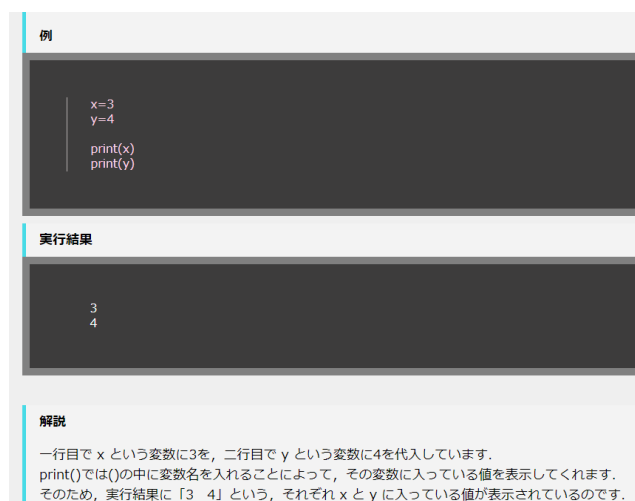 例
x=3
y=4
print(x)
print(y)
実行結果
3
4
解説
一行目で x という変数に3を，二行目で y という変数に4を代入しています．
print()では()の中に変数名を入れることによって，その変数に入っている値を表示してくれます．
そのため，実行結果に「3　4」という，それぞれ x と y に入っている値が表示されているのです．